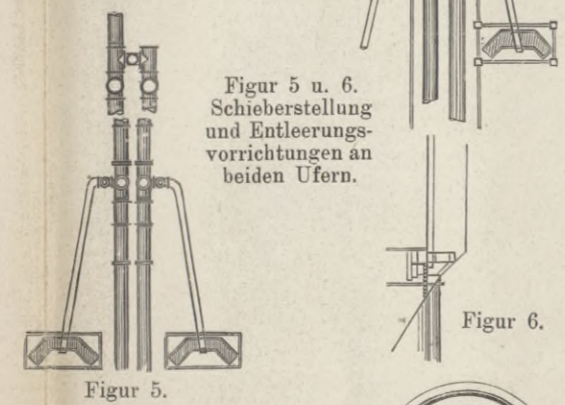 Figur 5 u. 6.
Schieberstellung
und Entleerungs-
vorrichtungen an
beiden Ufern.
Figur 6.
Figur 5.